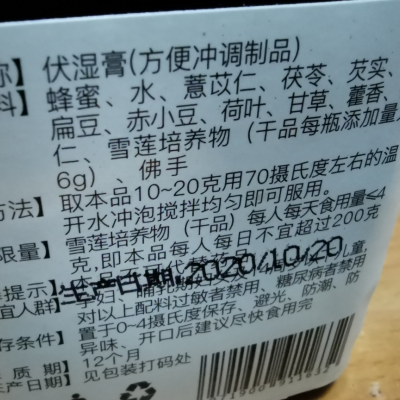 称】伏湿膏(方便冲调制品)
料】蜂蜜、水、薏苡仁、茯苓、芡实、
扁豆、赤小豆、荷叶、甘草、藿香、
仁、雪莲培养物（干品每瓶添加量
6g）、佛手
方法】取本品10~20克用70摄氏度左右的温
开水冲泡搅拌均匀即可服用。
限量】雪莲培养物（干品）每人每天食用量≤4
克,即本品每人每日不宜超过200克
提示】本品
生产日期:2020/10/20
宜人群】
儿童,
对以上配料过敏者禁用、糖尿病者禁用
存条件】置于0~4摄氏度保存、避光、防潮、防
异味、开口后建议尽快食用完
质期】12个月
产日期】见包装打码处